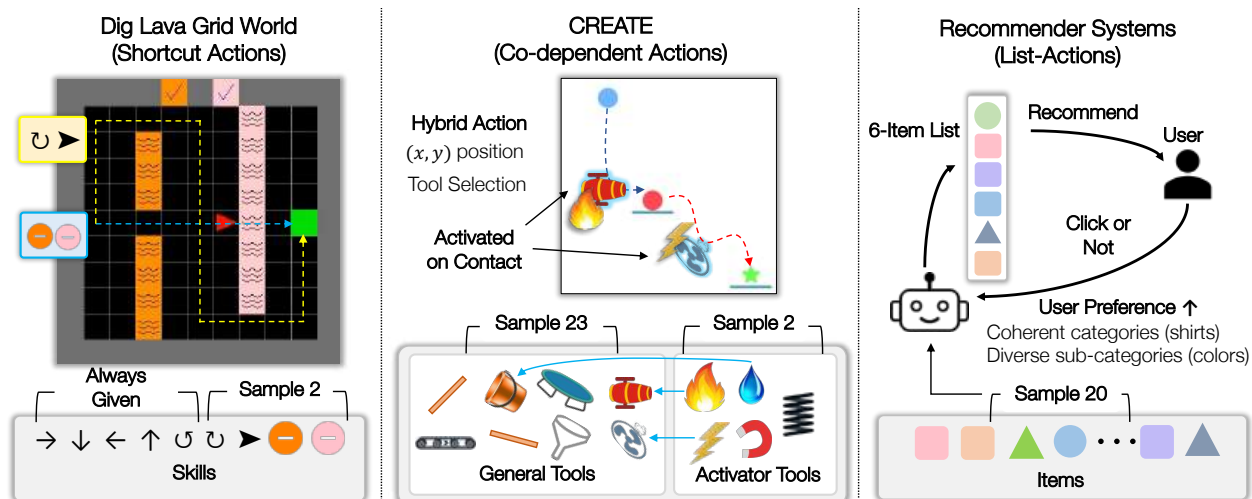 Dig Lava Grid World
(Shortcut Actions)
Always
Given
Sample 2
Skills
CREATE
(Co-dependent Actions)
Hybrid Action
(x, y) position
Tool Selection
Activated
on Contact
Sample 23
Sample 2
General Tools
Activator Tools
Recommender Systems
(List-Actions)
6-Item List
Recommend
User
Click or
Not
User Preference ↑
Coherent categories (shirts)
Diverse sub-categories (colors)
Sample 20
Items